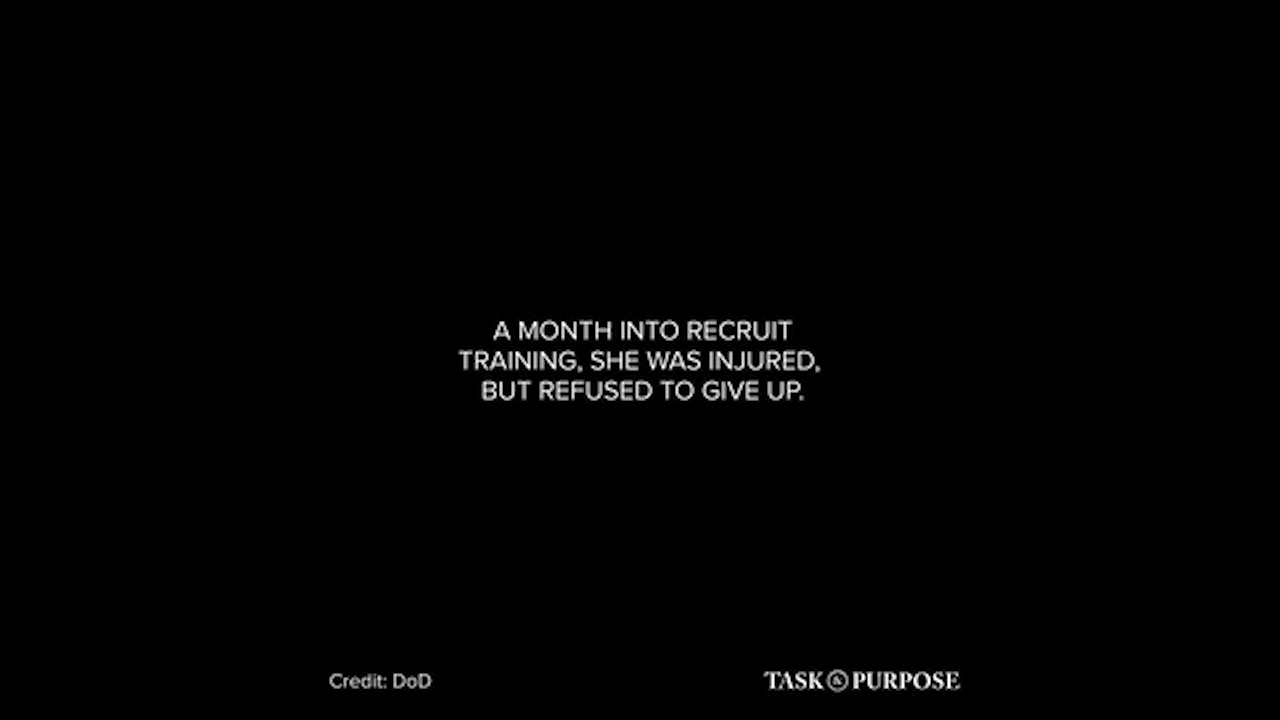 A MONTH INTO RECRUIT
TRAINING, SHE WAS INJURED,
BUT REFUSED TO GIVE UP.
Credit: DoD
TASK & PURPOSE